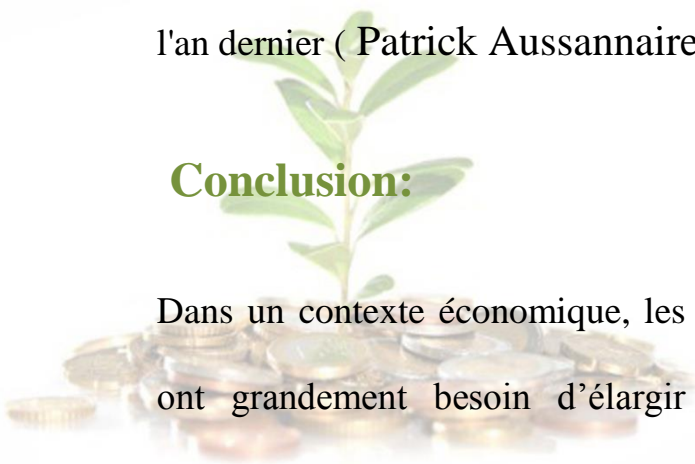 l'an dernier ( Patrick Aussannaire
Conclusion:
Dans un contexte économique, les
ont grandement besoin d’élargir